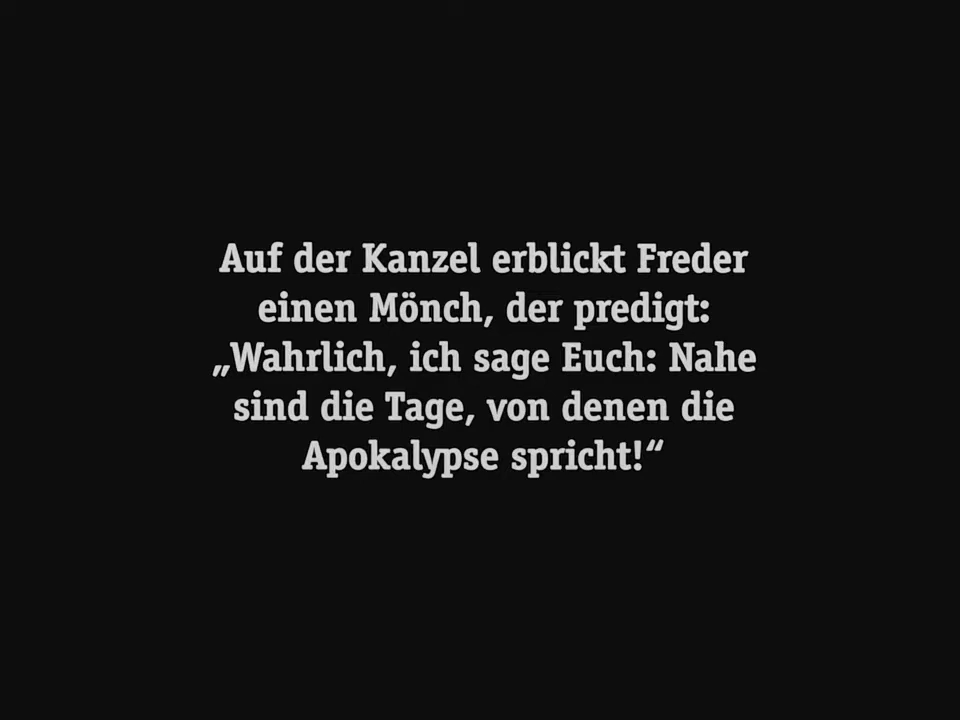 Auf der Kanzel erblickt Freder
einen Mönch, der predigt:
„Wahrlich, ich sage Euch: Nahe
sind die Tage, von denen die
Apokalypse spricht!“